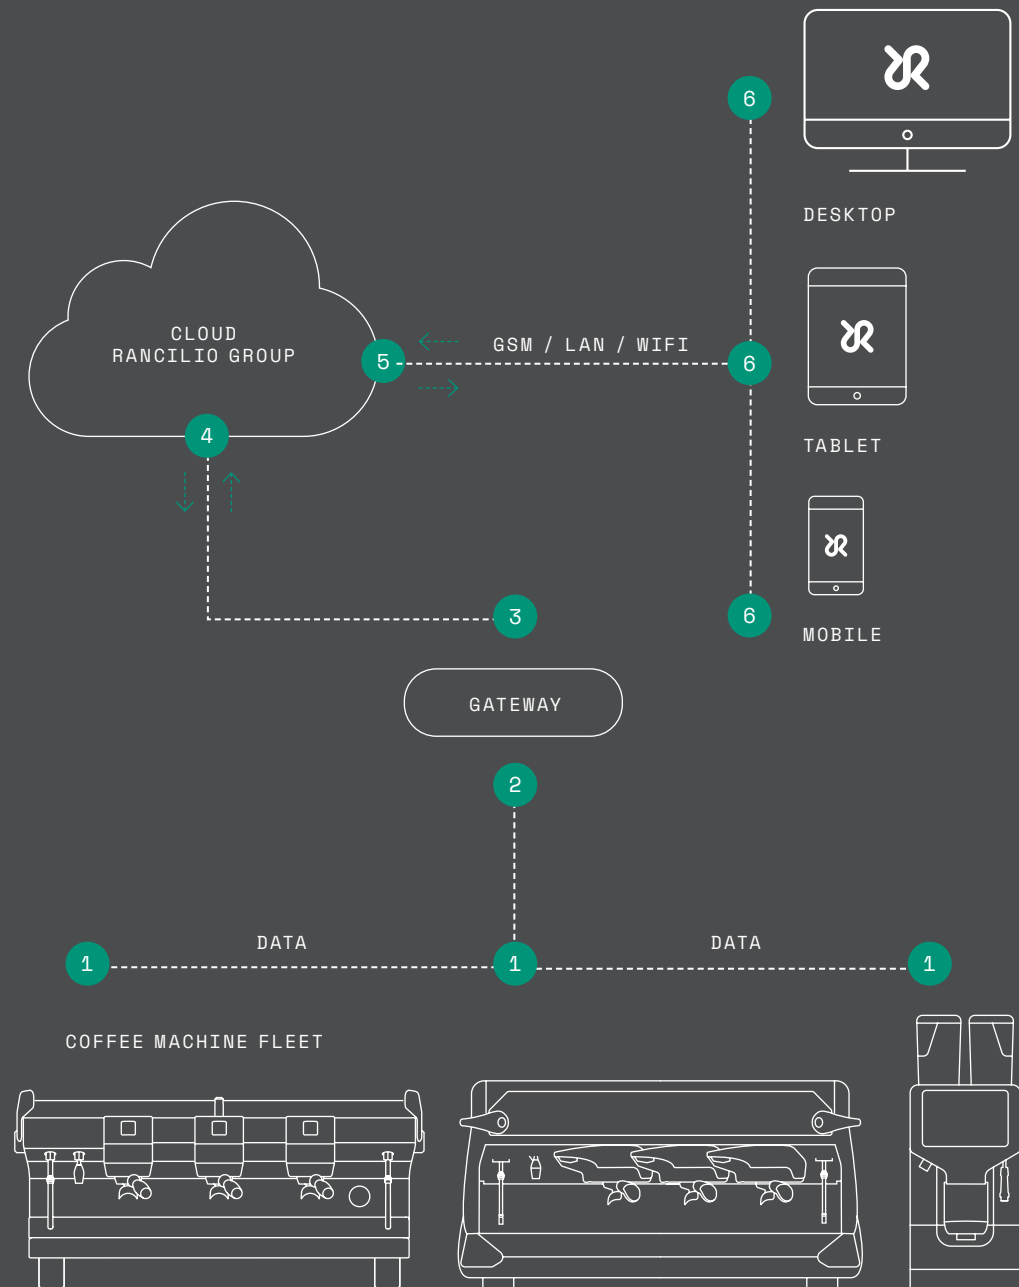 6
DESKTOP
CLOUD
RANCILIO GROUP
5
GSM / LAN / WIFI
6
4
TABLET
3
6
MOBILE
GATEWAY
2
DATA
DATA
1
1
1
COFFEE MACHINE FLEET